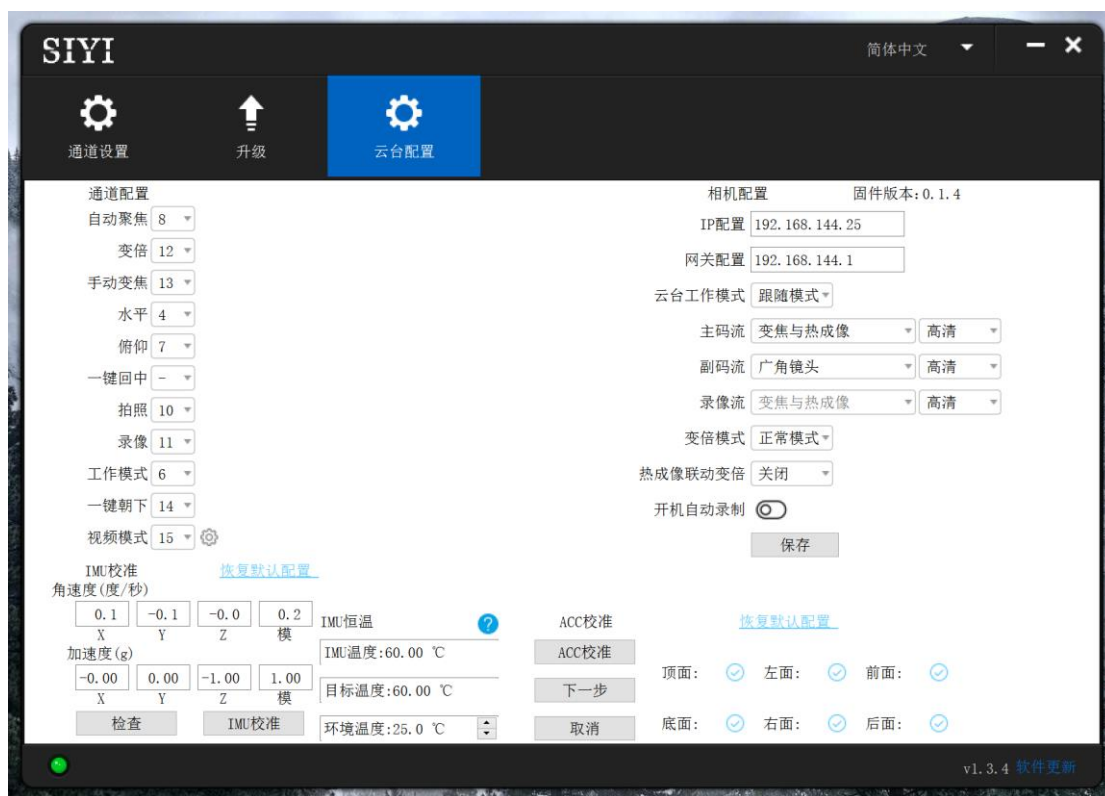 SIYI
简体中文
通道设置 升级 云台配置
通道配置
自动聚焦 8
变倍 12
手动变焦 13
水平 4
俯仰 7
一键回中 -
拍照 10
录像 11
工作模式 6
一键朝下 14
视频模式 15
相机配置 固件版本:0.1.4
IP配置 192.168.144.25
网关配置 192.168.144.1
云台工作模式 跟随模式
主码流 变焦与热成像 高清
副码流 广角镜头 高清
录像流 变焦与热成像 高清
变倍模式 正常模式
热成像联动变倍 关闭
开机自动录制
保存
IMU校准 恢复默认配置
角速度(度/秒)
0.1 -0.1 -0.0 0.2
X Y Z 模
加速度(g)
-0.00 0.00 -1.00 1.00
X Y Z 模
检查 IMU校准
IMU恒温 ?
IMU温度:60.00 ℃
目标温度:60.00 ℃
环境温度:25.0 ℃
ACC校准 恢复默认配置
ACC校准
下一步
取消
顶面: 左面: 前面:
底面: 右面: 后面:
v1.3.4 软件更新